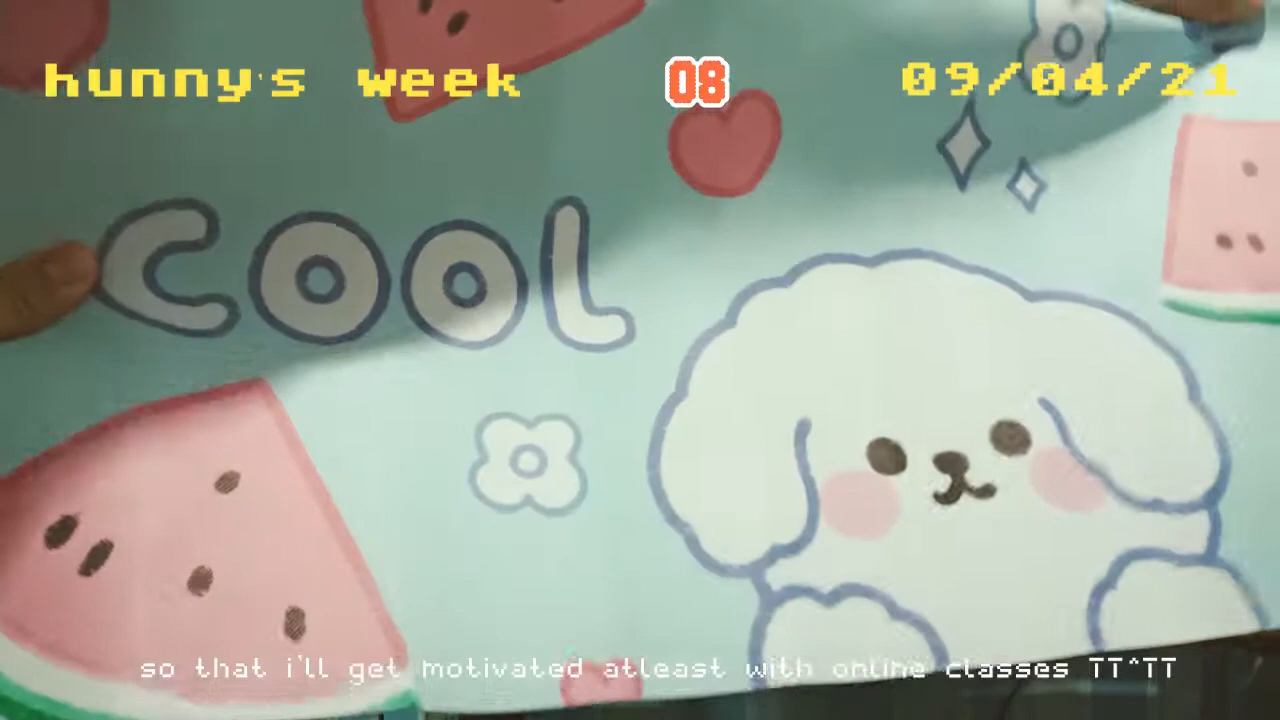 hunny's week 08 09/04/21
COOL
so that i'll get motivated atleast with online classes TT^TT